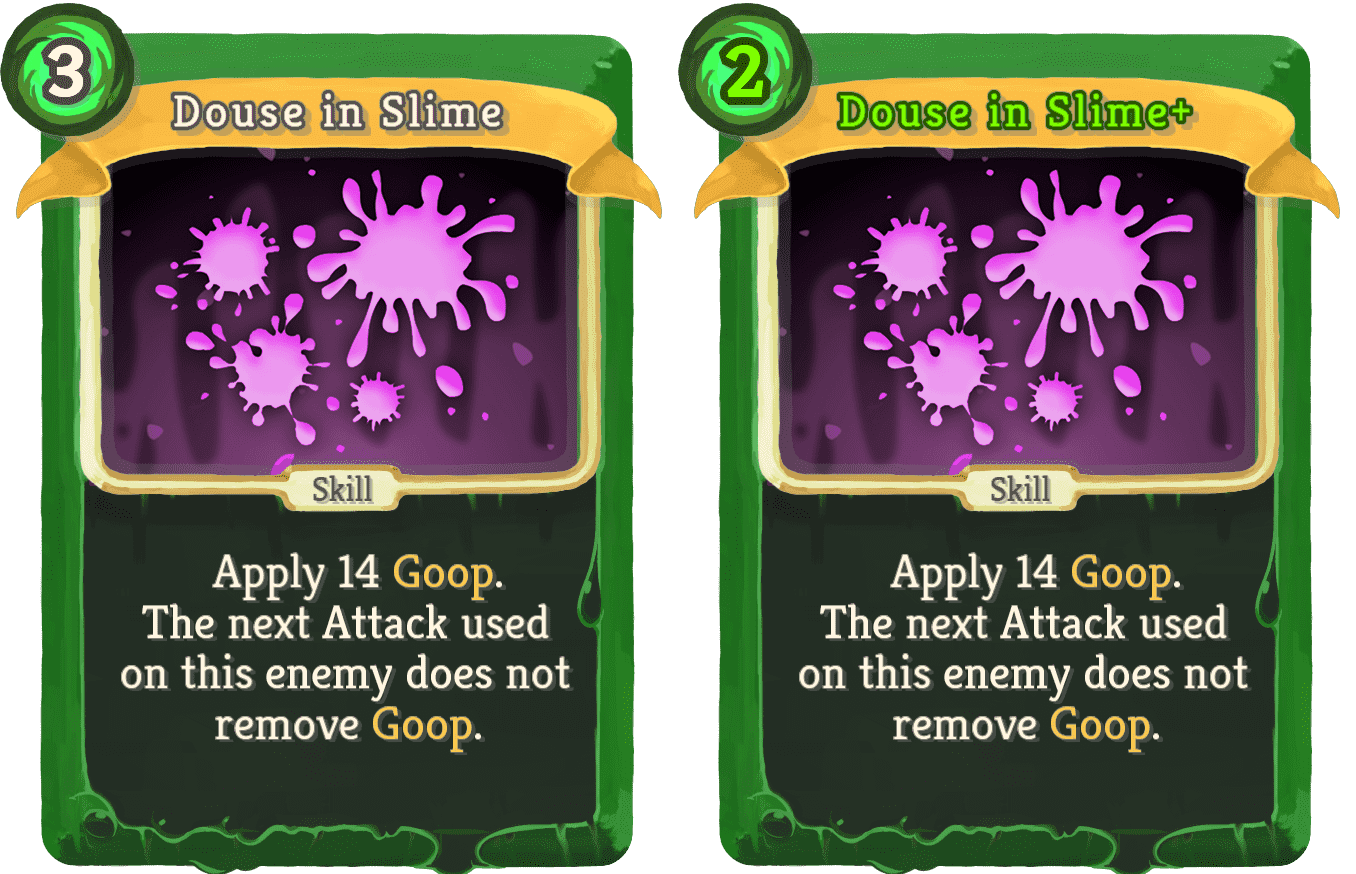 3
Douse in Slime
Skill
Apply 14 Goop.
The next Attack used
on this enemy does not
remove Goop.
2
Douse in Slime+
Skill
Apply 14 Goop.
The next Attack used
on this enemy does not
remove Goop.